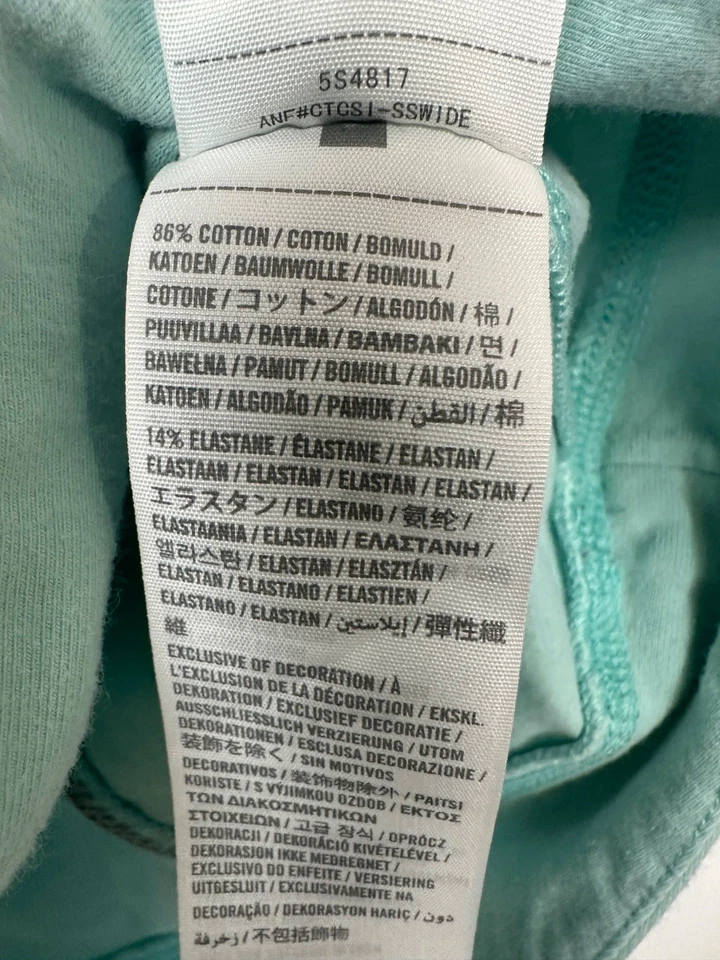 5S4817
ANF#CTCSI-SSWIDE
86% COTTON / COTON / BOMULD /
KATOEN / BAUMWOLLE / BOMULL /
COTONE / コットン / ALGODÓN / 棉 /
PUUVILLAA / BAVLNA / BAMBAKI / 면 /
BAWEŁNA / PAMUT / BOMULL / ALGODÃO /
KATOEN / ALGODÃO / PAMUK / القطن / 棉
14% ELASTANE / ÉLASTANE / ELASTAN /
ELASTAAN / ELASTAN / ELASTAN / ELASTAN /
エラスタン / ELASTANO / 氨纶 /
ELASTAANIA / ELASTAN / ΕΛΑΣΤΑΝΗ /
엘라스탄 / ELASTAN / ELASZTÁN /
ELASTAN / ELASTANO / ELASTIEN /
ELASTANO / ELASTAN / إيلاستين / 彈性纖
維
EXCLUSIVE OF DECORATION / À
L'EXCLUSION DE LA DÉCORATION / EKSKL.
DEKORATION / EXCLUSIEF DECORATIE /
AUSSCHLIESSLICH VERZIERUNG / UTOM
DEKORATIONEN / ESCLUSA DECORAZIONE /
装飾を除く / SIN MOTIVOS
DECORATIVOS / 装饰物除外 / PAITSI
KORISTE / S VÝJIMKOU OZDOB / ΕΚΤΟΣ
ΤΩΝ ΔΙΑΚΟΣΜΗΤΙΚΩΝ
ΣΤΟΙΧΕΙΩΝ / 고급 장식 / OPRÓCZ
DEKORACJI / DEKORÁCIÓ KIVÉTELÉVEL /
DEKORASJON IKKE MEDREGNET /
EXCLUSIVO DO ENFEITE / VERSIERING
UITGESLUIT / EXCLUSIVAMENTE NA
DECORAÇÃO / DEKORASYON HARIÇ / دون
زخرفة / 不包括飾物